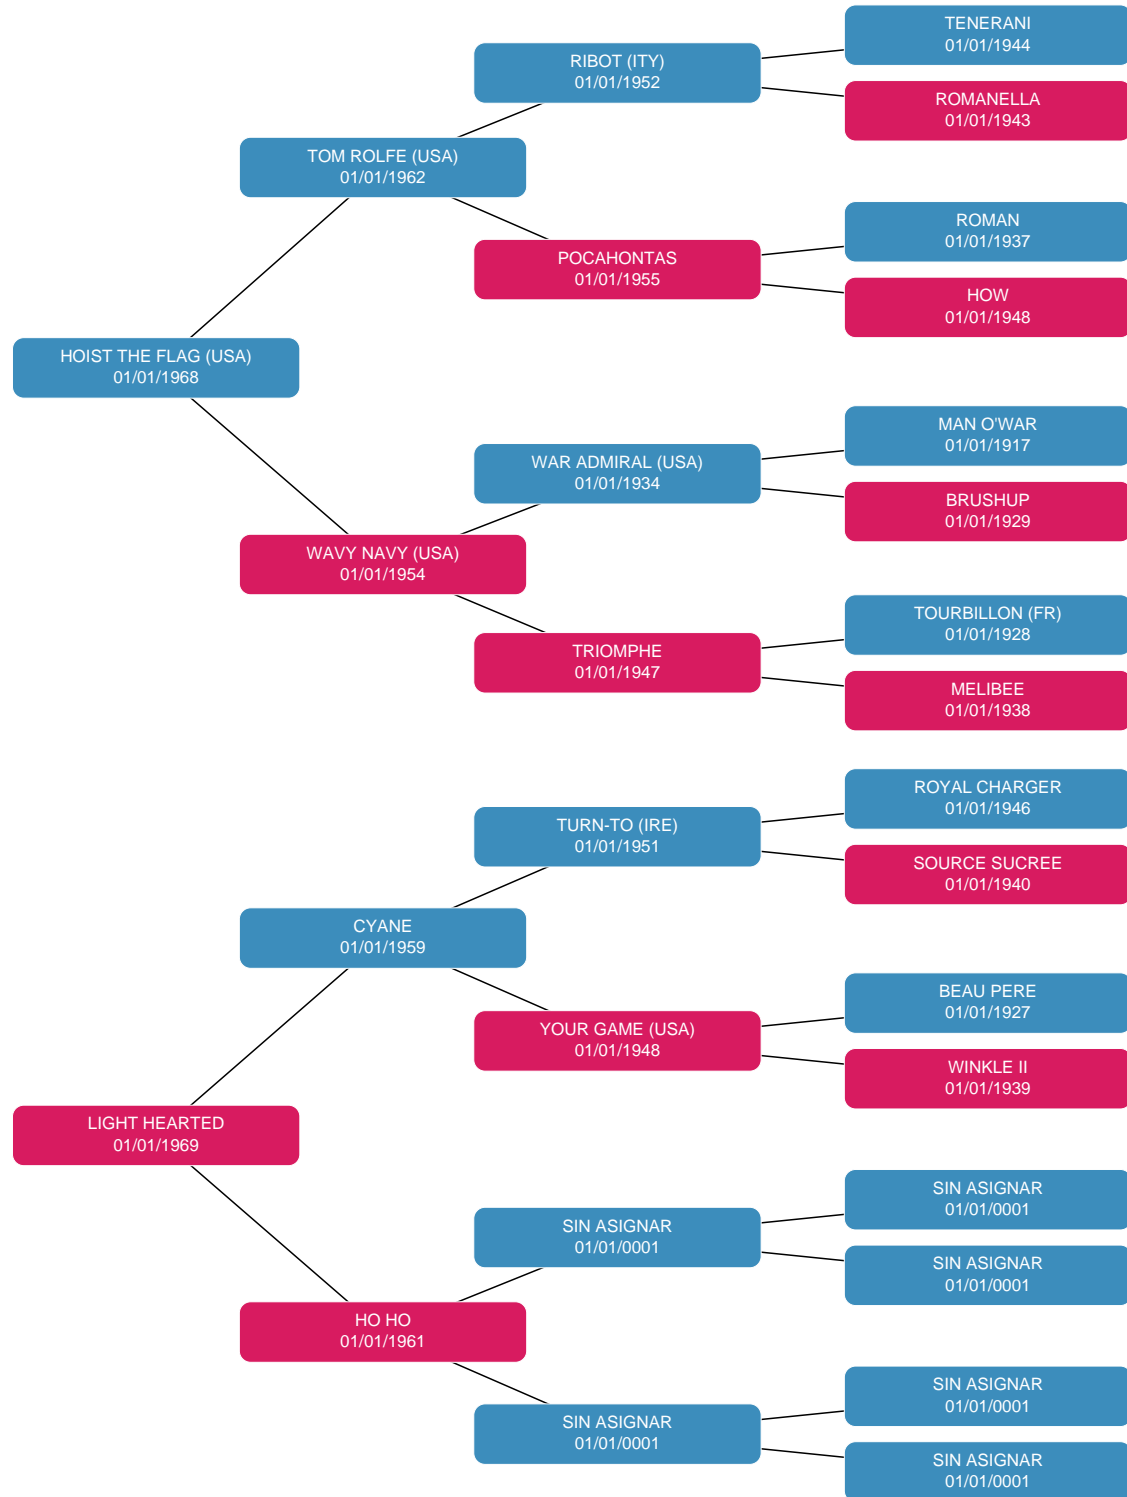 TENERANI
01/01/1944
RIBOT (ITY)
01/01/1952
ROMANELLA
01/01/1943
TOM ROLFE (USA)
01/01/1962
ROMAN
01/01/1937
POCAHONTAS
01/01/1955
HOW
01/01/1948
HOIST THE FLAG (USA)
01/01/1968
MAN O'WAR
01/01/1917
WAR ADMIRAL (USA)
01/01/1934
BRUSHUP
01/01/1929
WAVY NAVY (USA)
01/01/1954
TOURBILLON (FR)
01/01/1928
TRIOMPHE
01/01/1947
MELIBEE
01/01/1938
ROYAL CHARGER
01/01/1946
TURN-TO (IRE)
01/01/1951
SOURCE SUCREE
01/01/1940
CYANE
01/01/1959
BEAU PERE
01/01/1927
YOUR GAME (USA)
01/01/1948
WINKLE II
01/01/1939
LIGHT HEARTED
01/01/1969
SIN ASIGNAR
01/01/0001
SIN ASIGNAR
01/01/0001
SIN ASIGNAR
01/01/0001
HO HO
01/01/1961
SIN ASIGNAR
01/01/0001
SIN ASIGNAR
01/01/0001
SIN ASIGNAR
01/01/0001